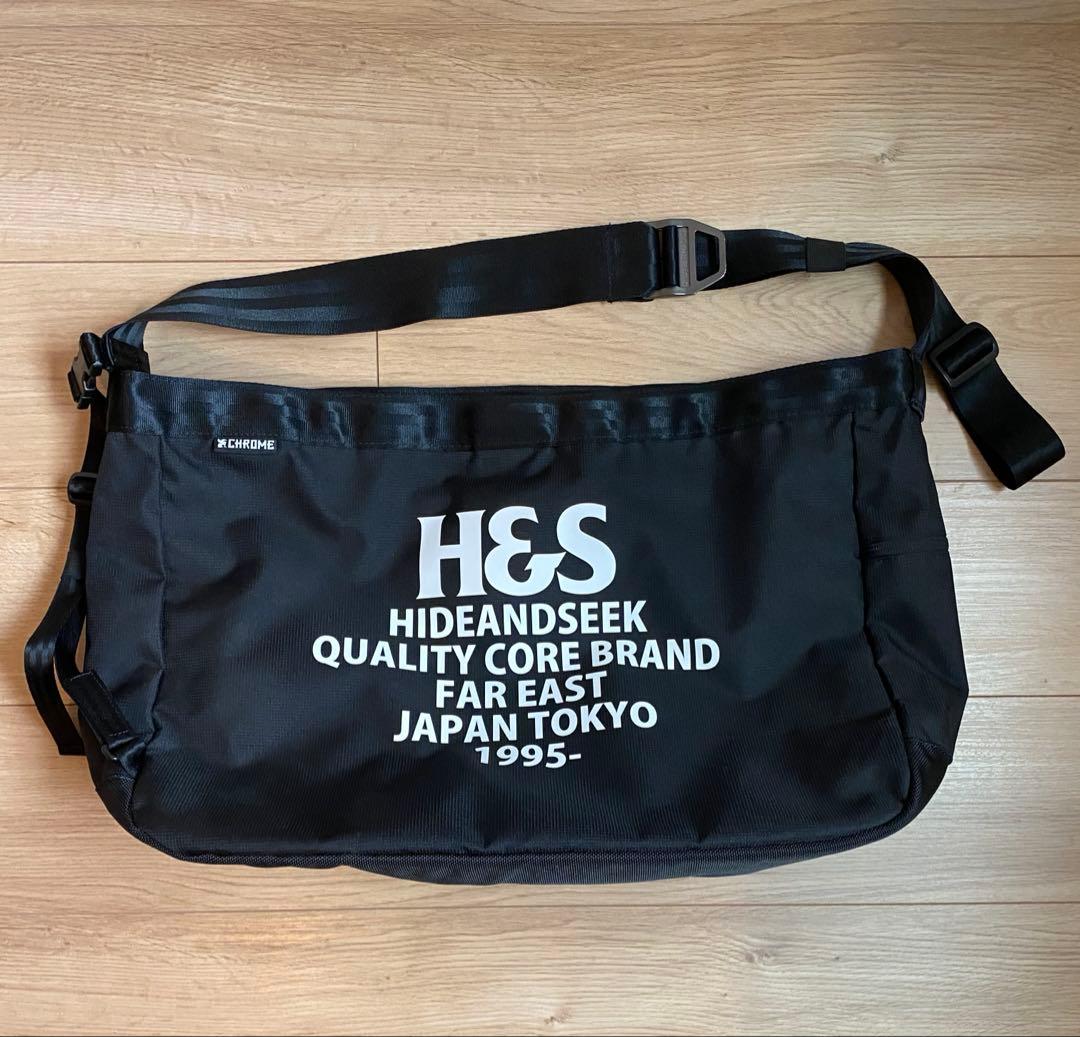 CHROME
H&S
HIDEANDSEEK
QUALITY CORE BRAND
FAR EAST
JAPAN TOKYO
1995-